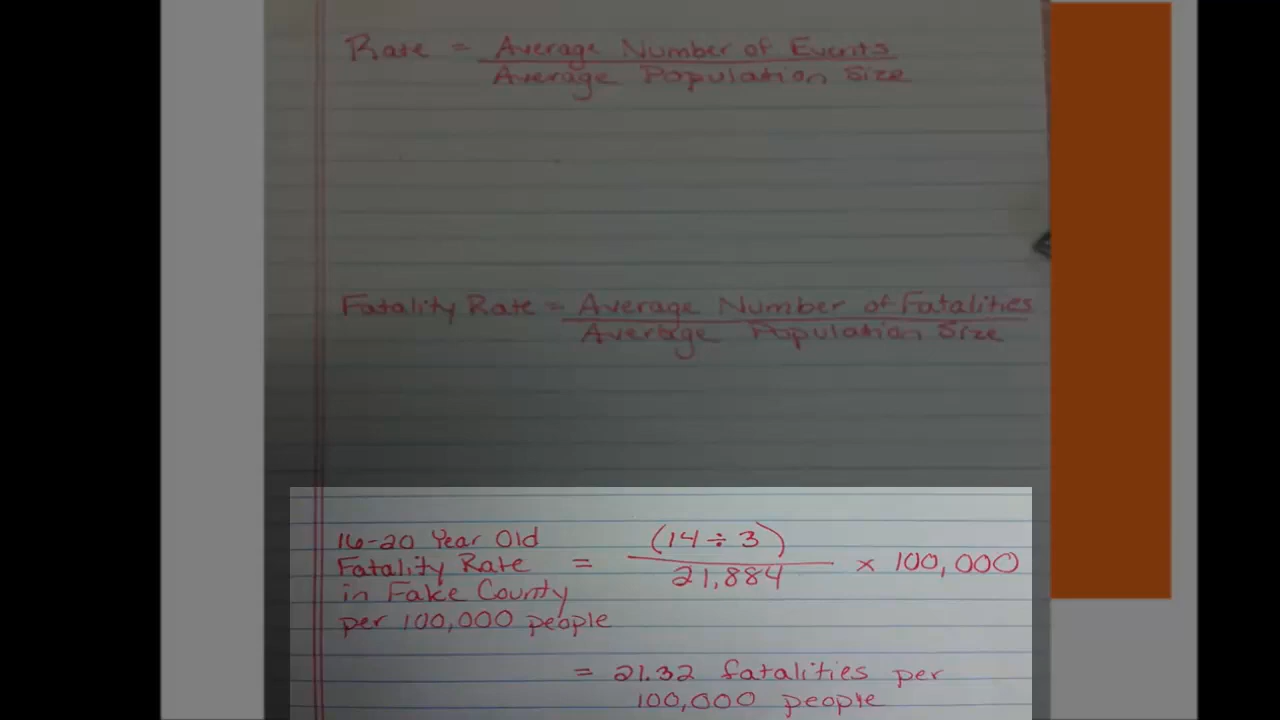 Rate = Average Number of Events
Average Population Size
Fatality Rate = Average Number of Fatalities
Average Population Size
16-20 Year Old
Fatality Rate
in Fake County
per 100,000 people
= (14 ÷ 3)
21,884
× 100,000
= 21.32 fatalities per
100,000 people